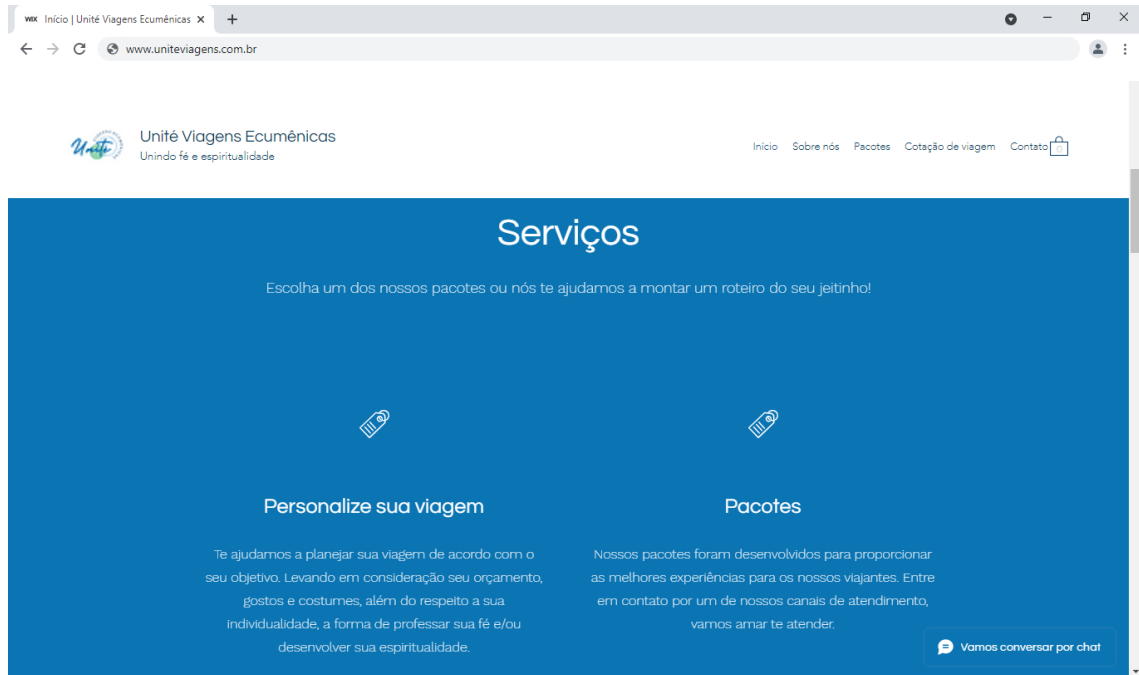 WIX Início | Unité Viagens Ecumênicas
www.uniteviagens.com.br
Unité
Unité Viagens Ecumênicas
Unindo fé e espiritualidade
Início Sobre nós Pacotes Cotação de viagem Contato 0
Serviços
Escolha um dos nossos pacotes ou nós te ajudamos a montar um roteiro do seu jeitinho!
Personalize sua viagem
Te ajudamos a planejar sua viagem de acordo com o
seu objetivo. Levando em consideração seu orçamento,
gostos e costumes, além do respeito a sua
individualidade, a forma de professar sua fé e/ou
desenvolver sua espiritualidade.
Pacotes
Nossos pacotes foram desenvolvidos para proporcionar
as melhores experiências para os nossos viajantes. Entre
em contato por um de nossos canais de atendimento,
vamos amar te atender.
Vamos conversar por chat